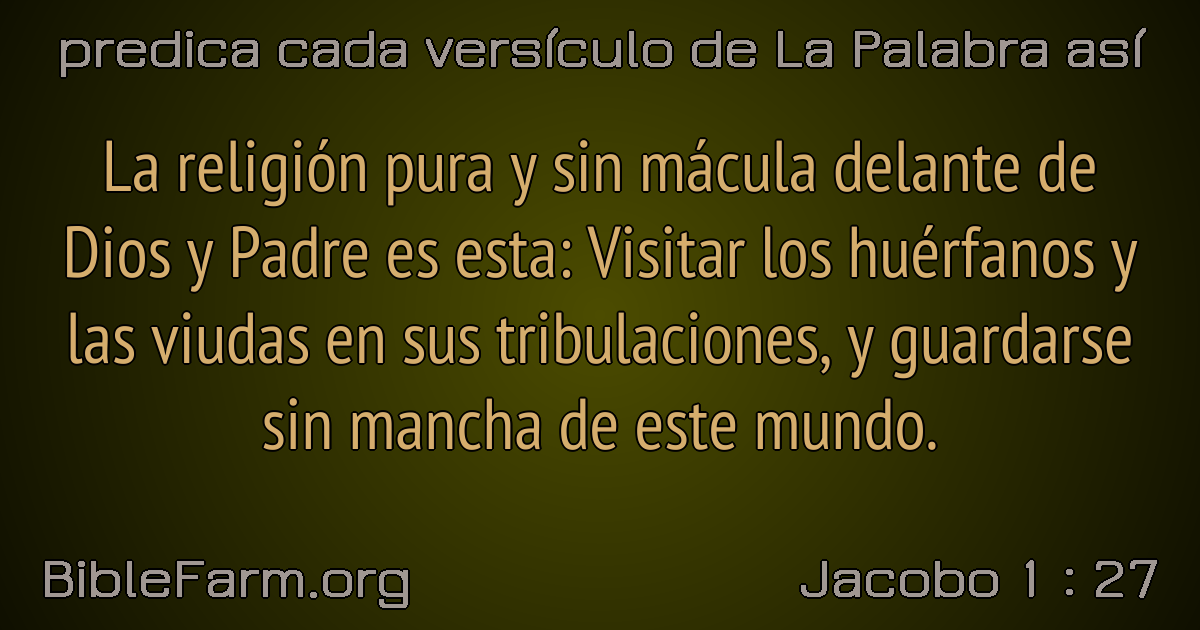 predica cada versículo de La Palabra así
La religión pura y sin mácula delante de
Dios y Padre es esta: Visitar los huérfanos y
las viudas en sus tribulaciones, y guardarse
sin mancha de este mundo.
BibleFarm.org
Jacobo 1 : 27